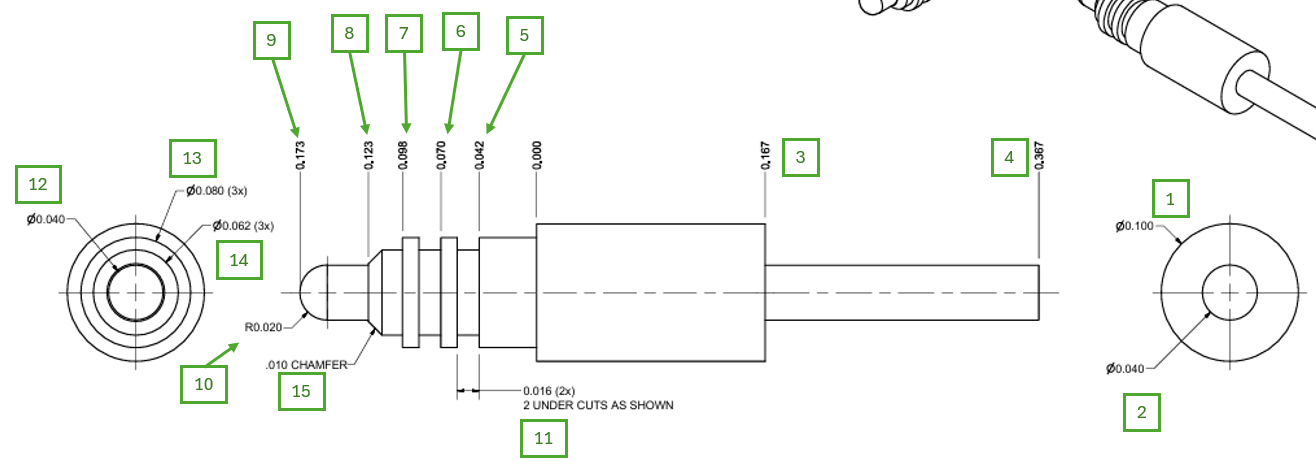 9
8
7
6
5
0.173
0.123
0.098
0.070
0.042
0.000
0.167
3
4
0.367
13
12
Ø0.080 (3x)
Ø0.040
Ø0.062 (3x)
14
1
Ø0.100
R0.020
.010 CHAMFER
10
15
0.016 (2x)
2 UNDER CUTS AS SHOWN
11
Ø0.040
2